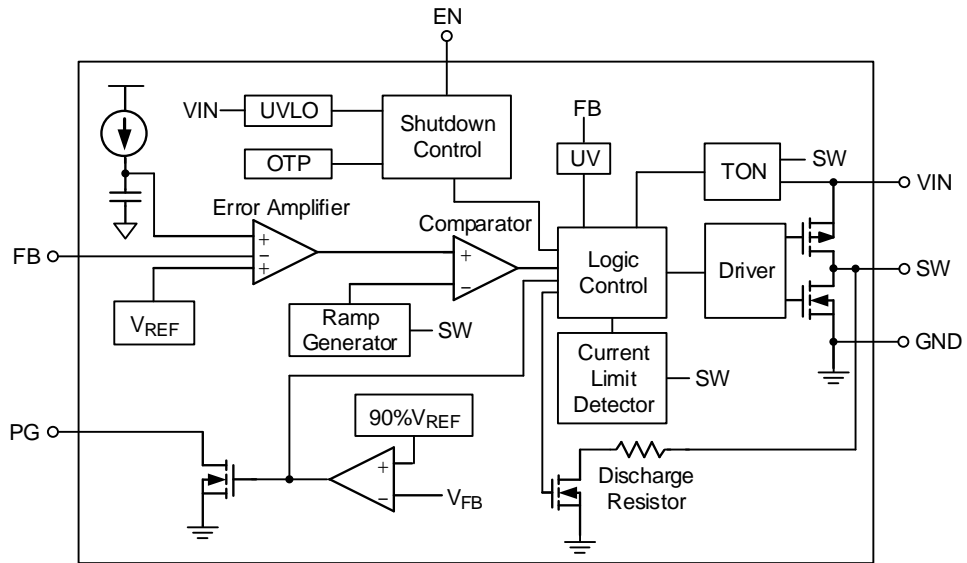 EN
VIN
UVLO
Shutdown
Control
FB
UV
OTP
TON
SW
VIN
Error Amplifier
Comparator
+
−
+
+
−
FB
Logic
Control
Driver
SW
VREF
Ramp
Generator
SW
GND
Current
Limit
Detector
SW
90%VREF
PG
+
−
VFB
Discharge
Resistor